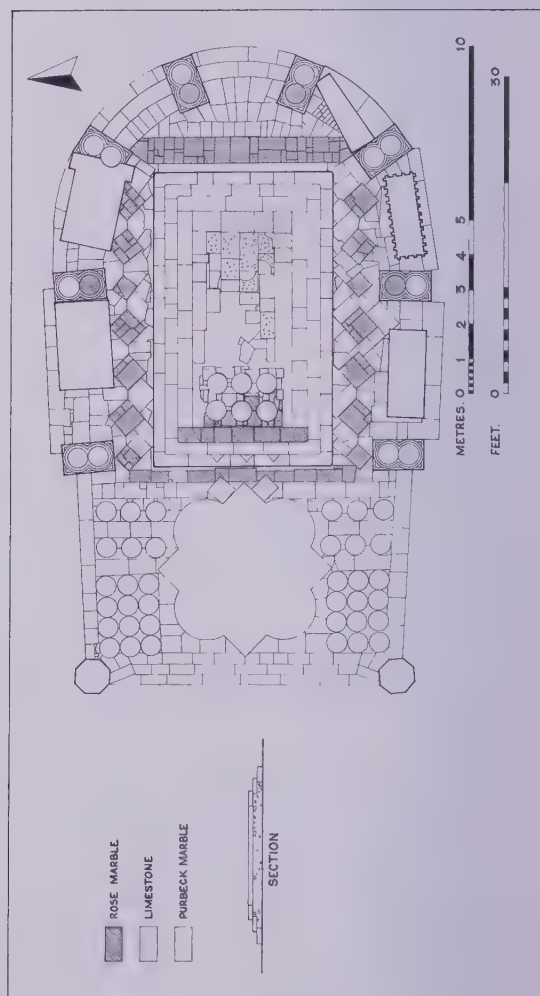 ROSE MARBLE
LIMESTONE
PURBECK MARBLE
SECTION
METRES. 0 1 2 3 4 5 10
FEET. 0 30